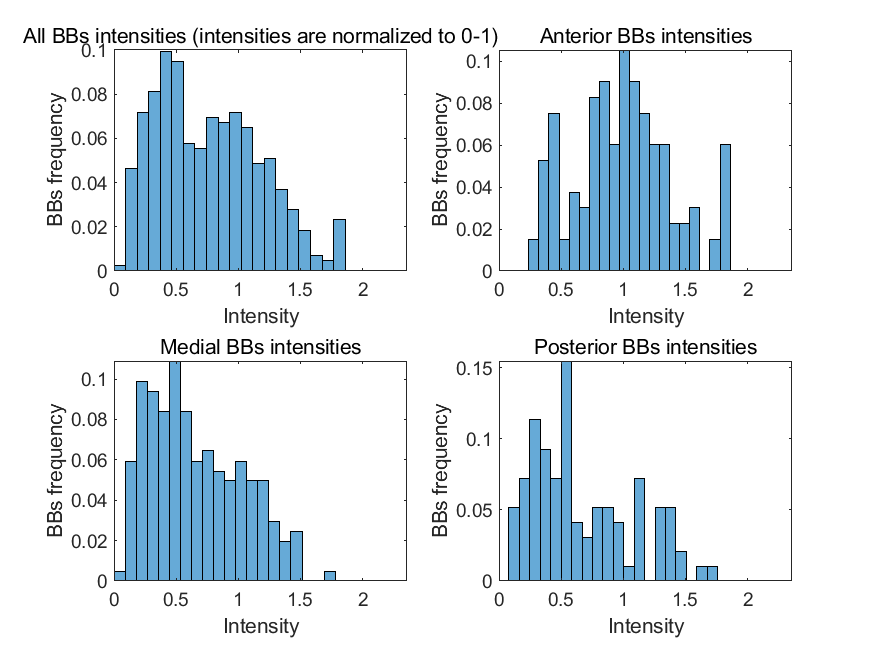 All BBs intensities (intensities are normalized to 0-1)
BBs frequency
0.1
0.08
0.06
0.04
0.02
0
0 0.5 1 1.5 2
Intensity
Anterior BBs intensities
BBs frequency
0.1
0.08
0.06
0.04
0.02
0
0 0.5 1 1.5 2
Intensity
Medial BBs intensities
BBs frequency
0.1
0.08
0.06
0.04
0.02
0
0 0.5 1 1.5 2
Intensity
Posterior BBs intensities
BBs frequency
0.15
0.1
0.05
0
0 0.5 1 1.5 2
Intensity